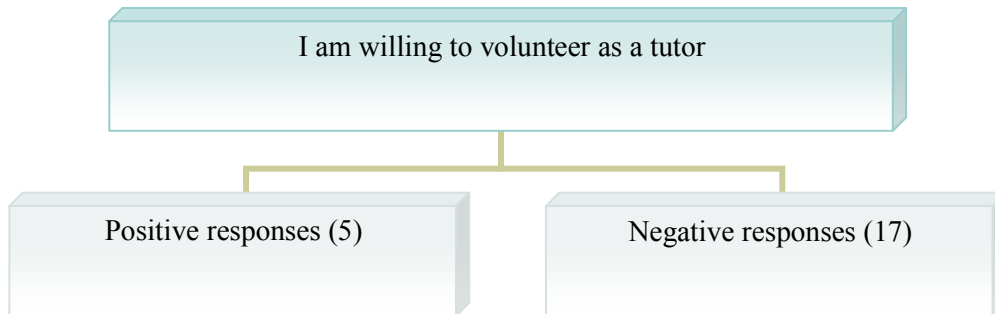 I am willing to volunteer as a tutor
Positive responses (5)
Negative responses (17)